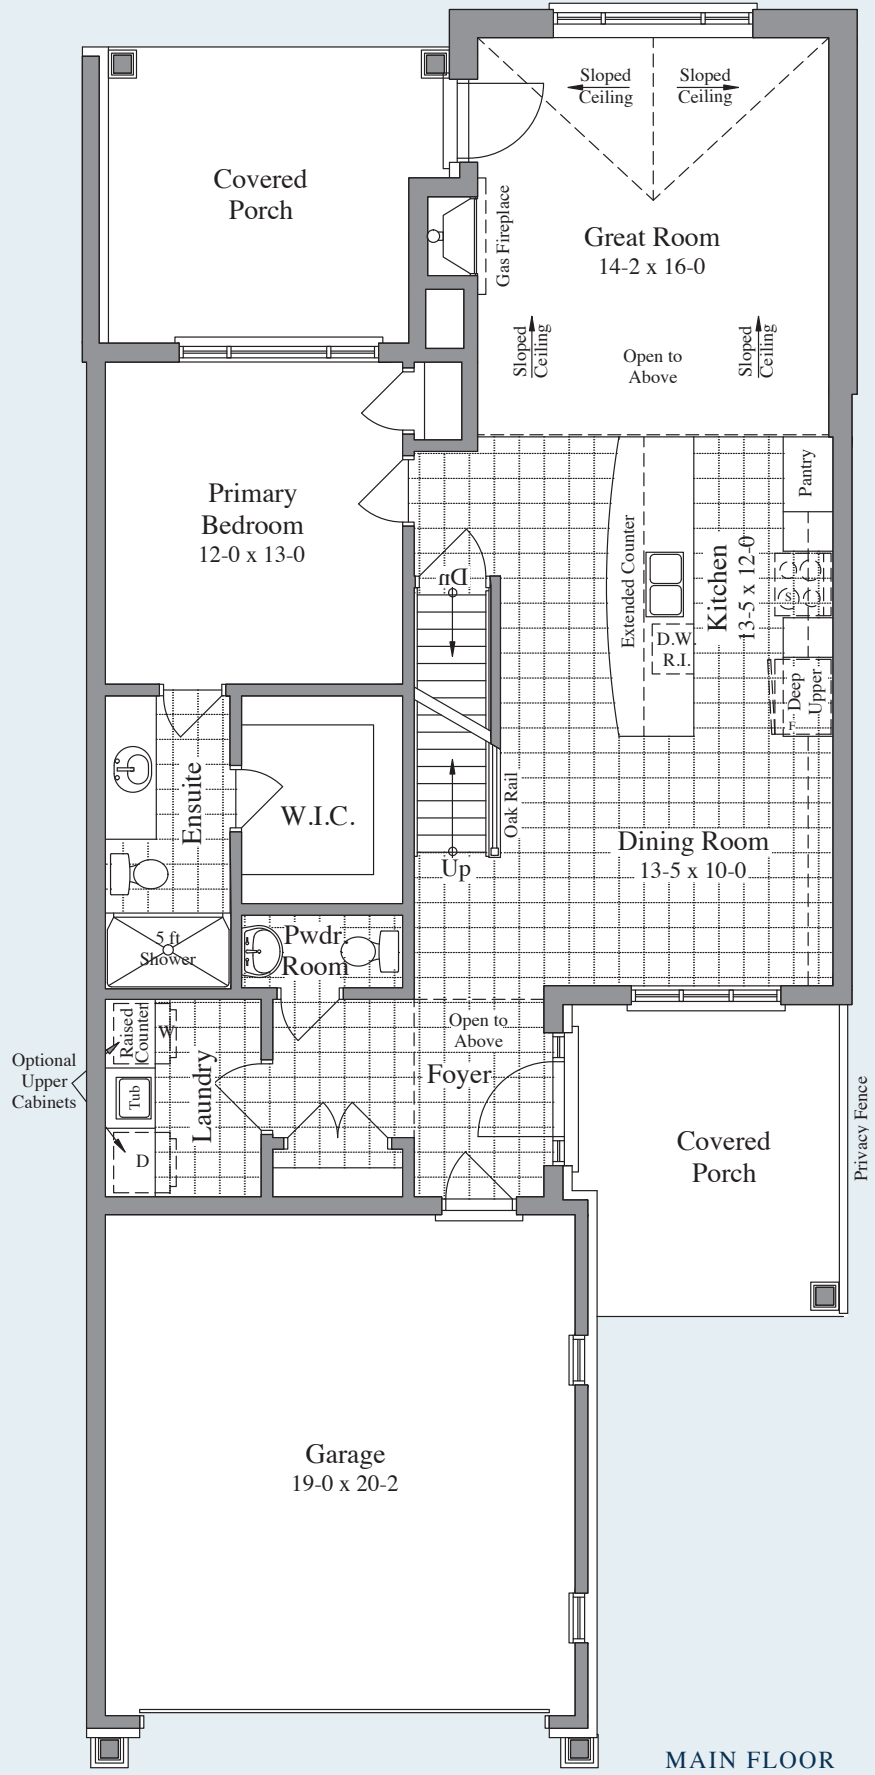 Sloped
Ceiling
Sloped
Ceiling
Covered
Porch
Gas Fireplace
Great Room
14-2 x 16-0
Sloped
Ceiling
Open to
Above
Sloped
Ceiling
Primary
Bedroom
12-0 x 13-0
Pantry
Dn
Extended Counter
Kitchen
13-5 x 12-0
S
D.W.
R.I.
Deep
Upper
F
Ensuite
W.I.C.
Oak Rail
Up
Dining Room
13-5 x 10-0
5 ft
Shower
Pwdr.
Room
Raised
Counter
W
Optional
Upper
Cabinets
Tub
Laundry
D
Open to
Above
Foyer
Covered
Porch
Privacy Fence
Garage
19-0 x 20-2
MAIN FLOOR